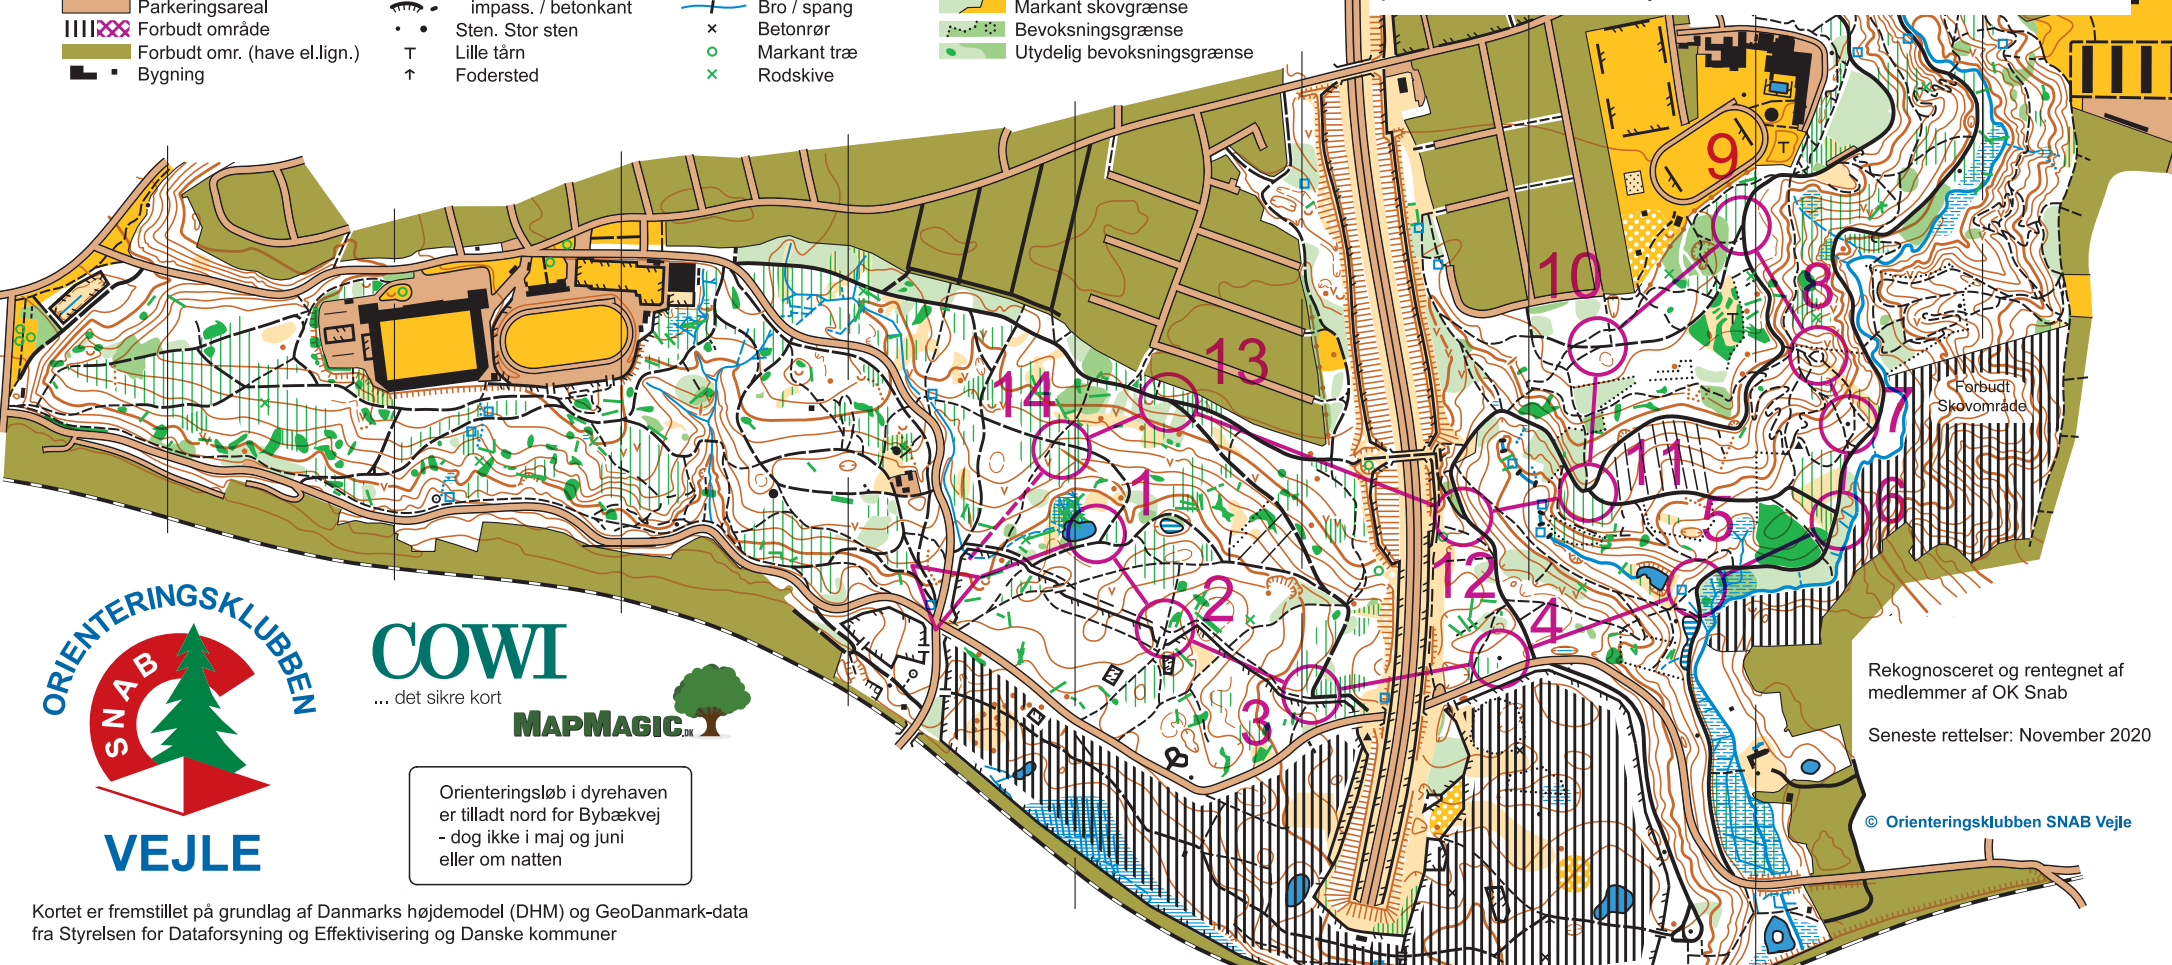 Parkeringsareal
Forbudt område
Forbudt omr. (have el.lign.)
Bygning
impass. / betonkant
Sten. Stor sten
Lille tårn
Fodersted
Bro / spang
Betonrør
Markant træ
Rodskive
Markant skovgrænse
Bevoksningsgrænse
Utydelig bevoksningsgrænse
9
10
8
13
14
7
Forbudt
Skovområde
11
1
5
6
12
2
4
3
ORIENTERINGSKLUBBEN
SNAB
VEJLE
COWI
... det sikre kort
MAPMAGIC.DK
Orienteringsløb i dyrehaven
er tilladt nord for Bybækvej
- dog ikke i maj og juni
eller om natten
Kortet er fremstillet på grundlag af Danmarks højdemodel (DHM) og GeoDanmark-data
fra Styrelsen for Dataforsyning og Effektivisering og Danske kommuner
Rekognosceret og rentegnet af
medlemmer af OK Snab
Seneste rettelser: November 2020
© Orienteringsklubben SNAB Vejle